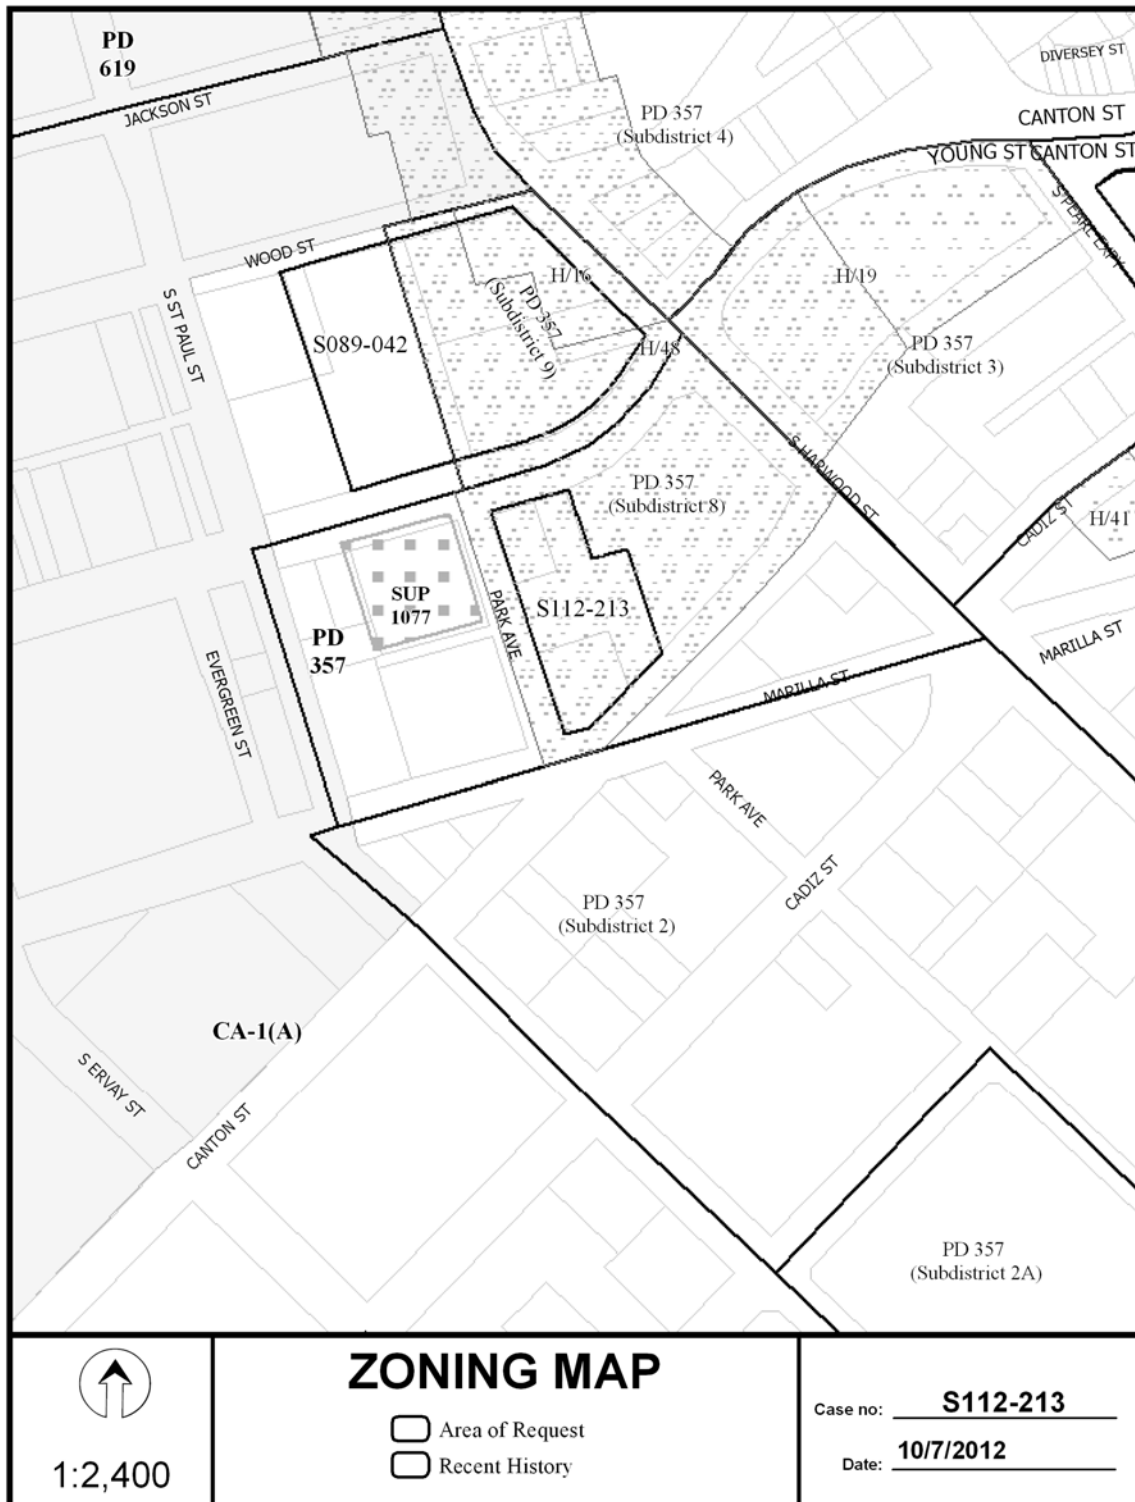 PD
619
JACKSON ST
DIVERSEY ST
PD 357
(Subdistrict 4)
CANTON ST
YOUNG ST CANTON ST
S PEARL EXPY
WOOD ST
H/16
H/19
S ST PAUL ST
S089-042
PD 357
(Subdistrict 9)
H/48
PD 357
(Subdistrict 3)
S HARWOOD ST
PD 357
(Subdistrict 8)
CADIZ ST
H/41
SUP
1077
PARK AVE
S112-213
PD
357
EVERGREEN ST
MARILLA ST
MARILLA ST
PARK AVE
CADIZ ST
PD 357
(Subdistrict 2)
CA-1(A)
S ERVAY ST
CANTON ST
PD 357
(Subdistrict 2A)
1:2,400
ZONING MAP
Area of Request
Recent History
Case no: S112-213
Date: 10/7/2012